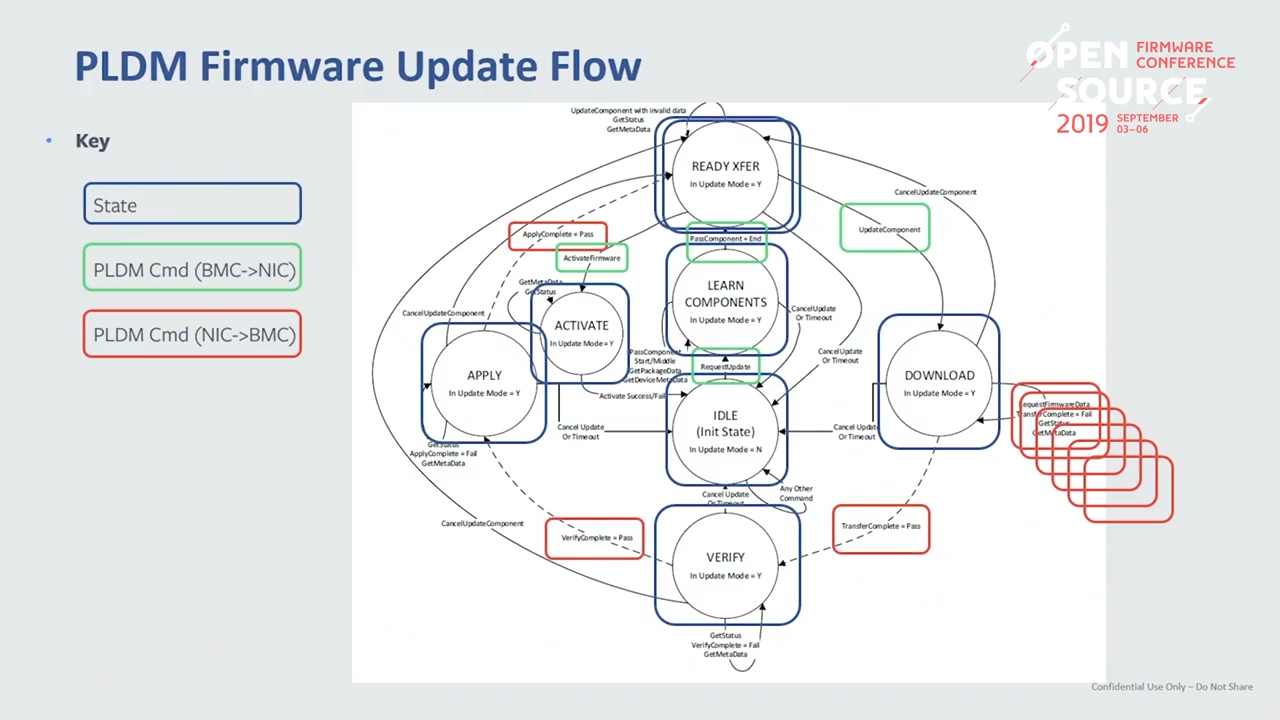 PLDM Firmware Update Flow
OPEN SOURCE
FIRMWARE
CONFERENCE
2019
SEPTEMBER
03–06
• Key
State
PLDM Cmd (BMC->NIC)
PLDM Cmd (NIC->BMC)
UpdateComponent with invalid data
GetStatus
GetMetaData
READY XFER
In Update Mode = Y
CancelUpdateComponent
UpdateComponent
ApplyComplete = Pass
PassComponent = End
ActivateFirmware
GetMetaData
GetStatus
LEARN
COMPONENTS
In Update Mode = Y
CancelUpdateComponent
ACTIVATE
In Update Mode = Y
CancelUpdate
Or Timeout
CancelUpdate
Or Timeout
PassComponent
Start/Middle
GetPackageData
GetDeviceMetaData
RequestUpdate
APPLY
In Update Mode = Y
DOWNLOAD
In Update Mode = Y
Activate Success/Fail
IDLE
(Init State)
In Update Mode = N
RequestFirmwareData
TransferComplete = Fail
GetStatus
GetMetaData
Cancel Update
Or Timeout
Cancel Update
Or Timeout
GetStatus
ApplyComplete = Fail
GetMetaData
Any Other
Command
Cancel Update
Or Timeout
CancelUpdateComponent
VerifyComplete = Pass
TransferComplete = Pass
VERIFY
In Update Mode = Y
GetStatus
VerifyComplete = Fail
GetMetaData
Confidential Use Only – Do Not Share